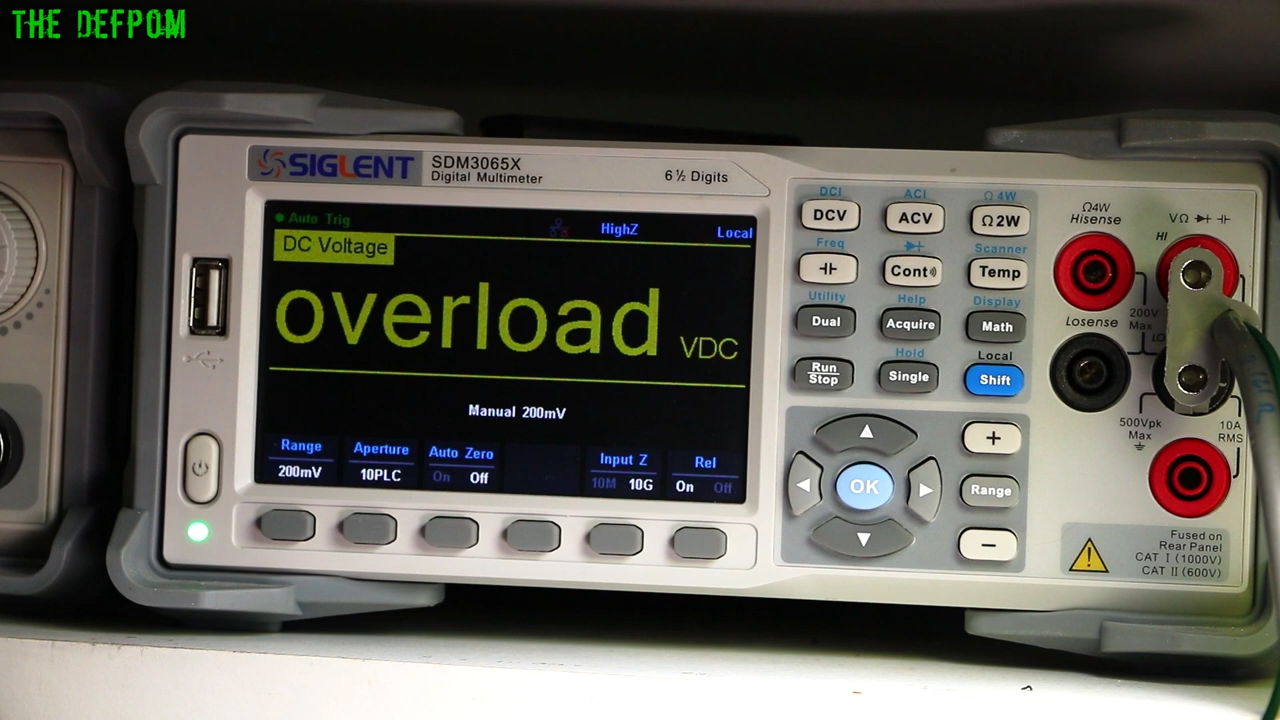 THE DEFPOM
SIGLENT
SDM3065X
Digital Multimeter
6 ½ Digits
Auto Trig
HighZ
Local
DC Voltage
overload VDC
Manual 200mV
Range
200mV
Aperture
10PLC
Auto Zero
On Off
Input Z
10M 10G
Rel
On Off
DCI
ACI
Ω 4W
DCV
ACV
Ω2W
Freq
Scanner
Cont
Temp
Utility
Help
Display
Dual
Acquire
Math
Hold
Local
Run
Stop
Single
Shift
OK
+
Range
−
Ω4W
Hisense
VΩ
HI
200V
Max
Losense
LO
500Vpk
Max
10A
RMS
Fused on
Rear Panel
CAT I (1000V)
CAT II (600V)